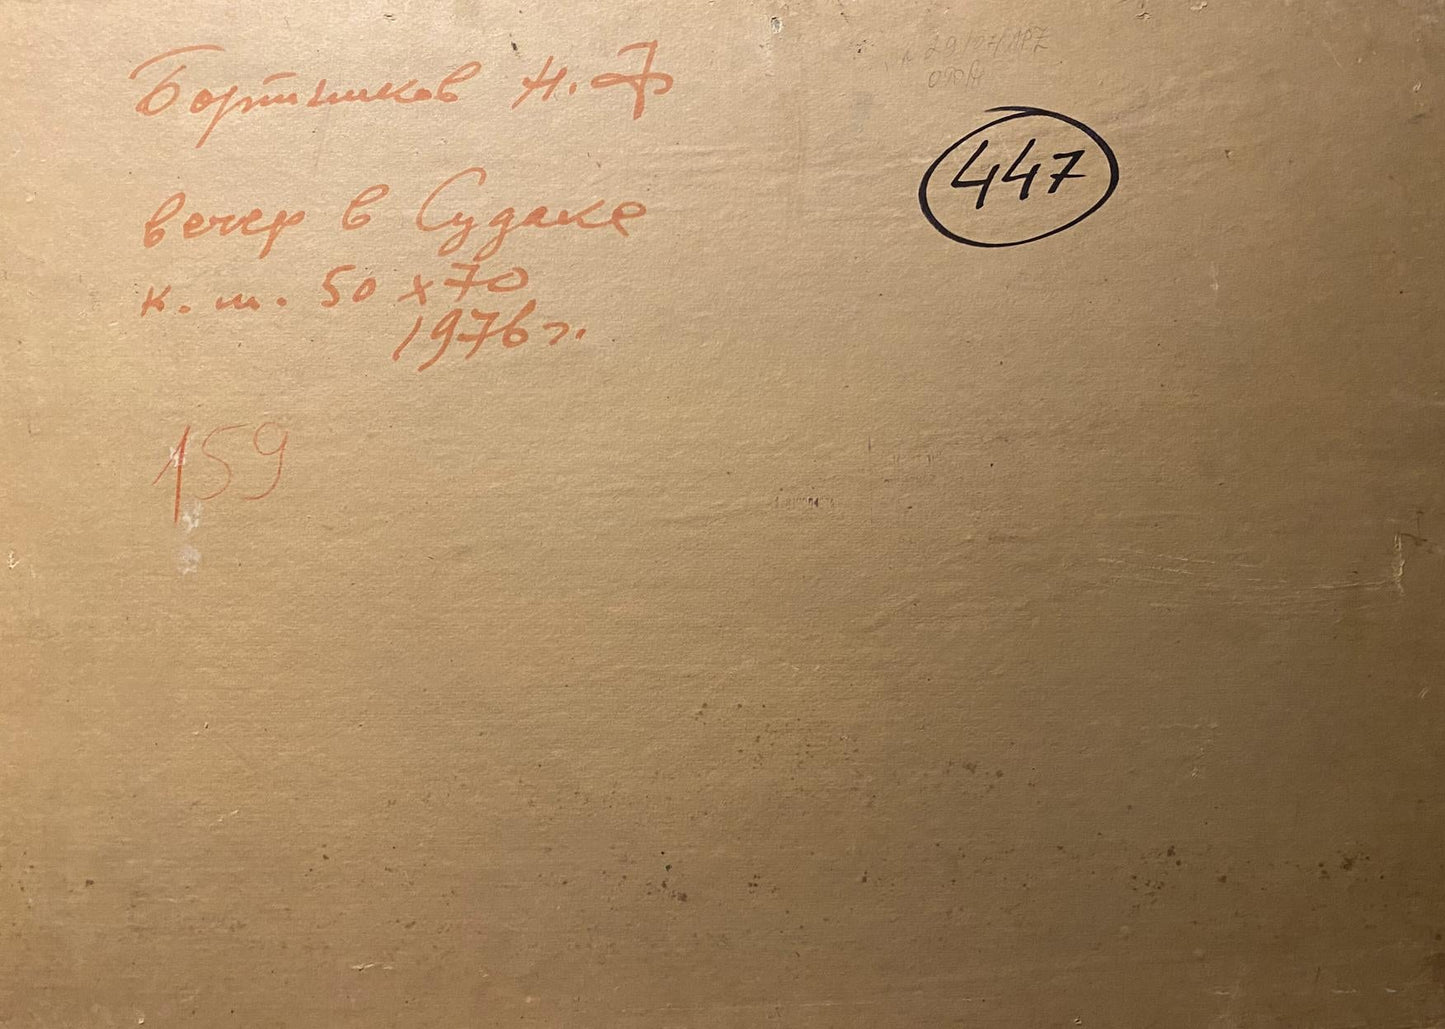 Бортников Н. Ф
447
вечер в Судаке
к. т. 50 х 70
1976 г.
159